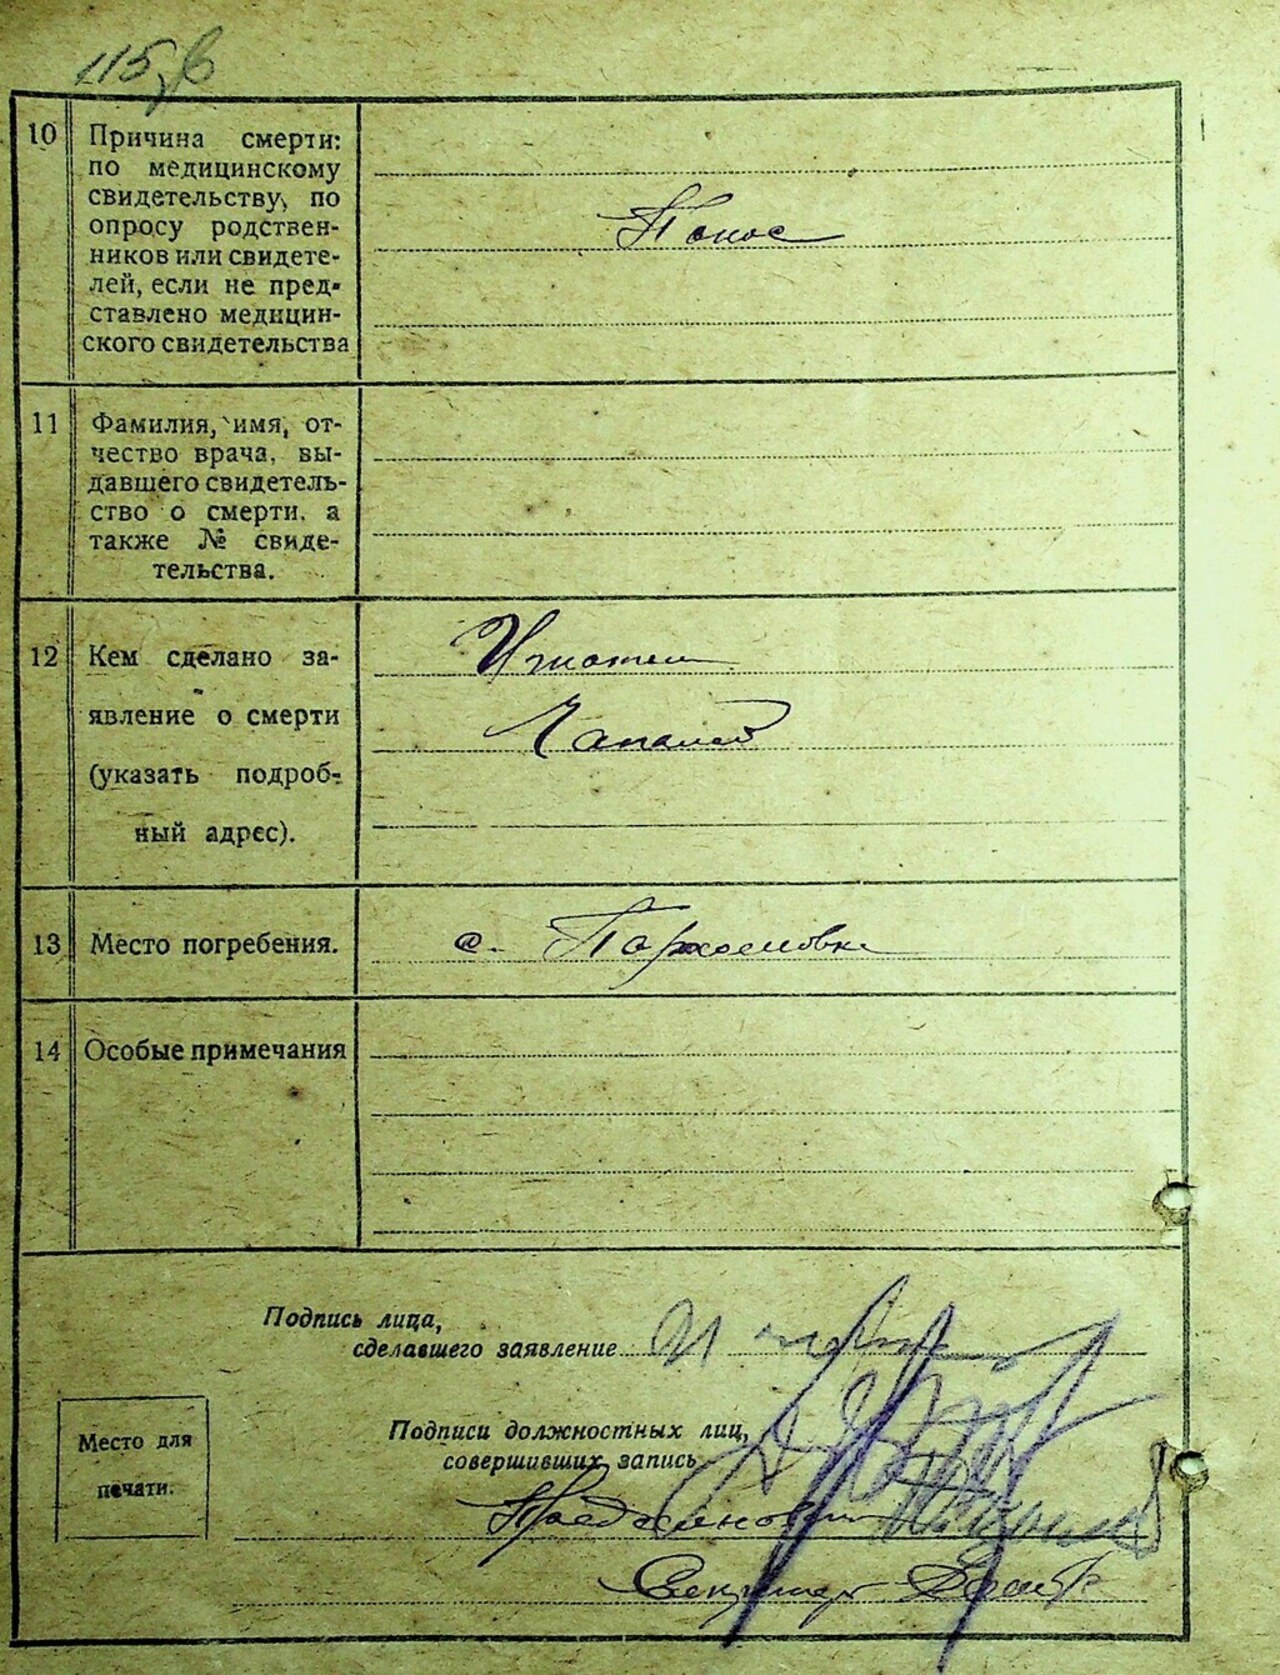 115,б
10 Причина смерти:
по медицинскому
свидетельству, по
опросу родствен-
ников или свидете-
лей, если не пред-
ставлено медицин-
ского свидетельства
Понос
11 Фамилия, имя, от-
чество врача, вы-
давшего свидетель-
ство о смерти, а
также № свиде-
тельства.
12 Кем сделано за-
явление о смерти
(указать подроб-
ный адрес).
13 Место погребения.
с. Пархомовка
14 Особые примечания
Подпись лица,
сделавшего заявление
Подписи должностных лиц,
совершивших запись
Место для
печати.
Секретарь